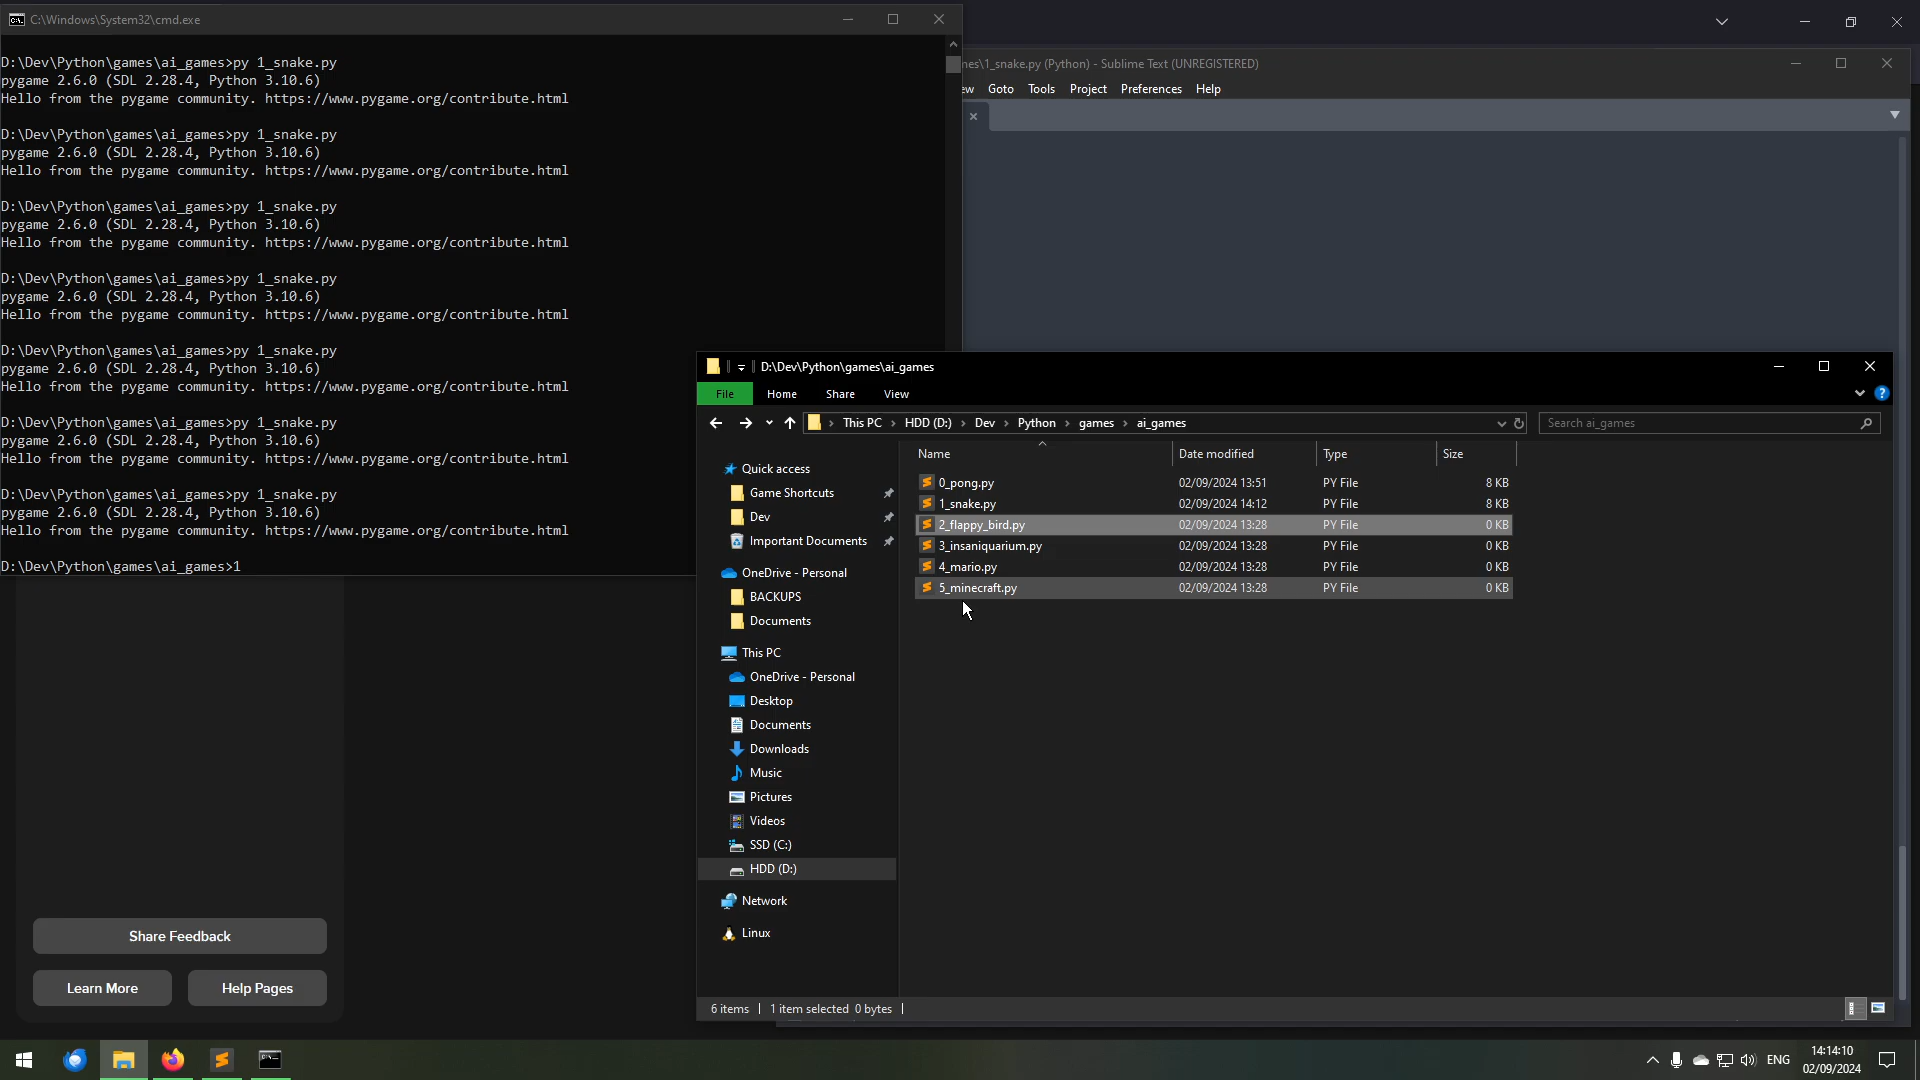 C:\Windows\System32\cmd.exe
D:\Dev\Python\games\ai_games>py 1_snake.py
pygame 2.6.0 (SDL 2.28.4, Python 3.10.6)
Hello from the pygame community. https://www.pygame.org/contribute.html
D:\Dev\Python\games\ai_games>py 1_snake.py
pygame 2.6.0 (SDL 2.28.4, Python 3.10.6)
Hello from the pygame community. https://www.pygame.org/contribute.html
D:\Dev\Python\games\ai_games>py 1_snake.py
pygame 2.6.0 (SDL 2.28.4, Python 3.10.6)
Hello from the pygame community. https://www.pygame.org/contribute.html
D:\Dev\Python\games\ai_games>py 1_snake.py
pygame 2.6.0 (SDL 2.28.4, Python 3.10.6)
Hello from the pygame community. https://www.pygame.org/contribute.html
D:\Dev\Python\games\ai_games>py 1_snake.py
pygame 2.6.0 (SDL 2.28.4, Python 3.10.6)
Hello from the pygame community. https://www.pygame.org/contribute.html
D:\Dev\Python\games\ai_games>py 1_snake.py
pygame 2.6.0 (SDL 2.28.4, Python 3.10.6)
Hello from the pygame community. https://www.pygame.org/contribute.html
D:\Dev\Python\games\ai_games>py 1_snake.py
pygame 2.6.0 (SDL 2.28.4, Python 3.10.6)
Hello from the pygame community. https://www.pygame.org/contribute.html
D:\Dev\Python\games\ai_games>1
nes\1_snake.py (Python) - Sublime Text (UNREGISTERED)
ew Goto Tools Project Preferences Help
D:\Dev\Python\games\ai_games
File Home Share View
This PC > HDD (D:) > Dev > Python > games > ai_games
Search ai_games
Name Date modified Type Size
0_pong.py 02/09/2024 13:51 PY File 8 KB
1_snake.py 02/09/2024 14:12 PY File 8 KB
2_flappy_bird.py 02/09/2024 13:28 PY File 0 KB
3_insaniquarium.py 02/09/2024 13:28 PY File 0 KB
4_mario.py 02/09/2024 13:28 PY File 0 KB
5_minecraft.py 02/09/2024 13:28 PY File 0 KB
Quick access
Game Shortcuts
Dev
Important Documents
OneDrive - Personal
BACKUPS
Documents
This PC
OneDrive - Personal
Desktop
Documents
Downloads
Music
Pictures
Videos
SSD (C:)
HDD (D:)
Network
Linux
6 items 1 item selected 0 bytes
Share Feedback
Learn More Help Pages
ENG
14:14:10
02/09/2024